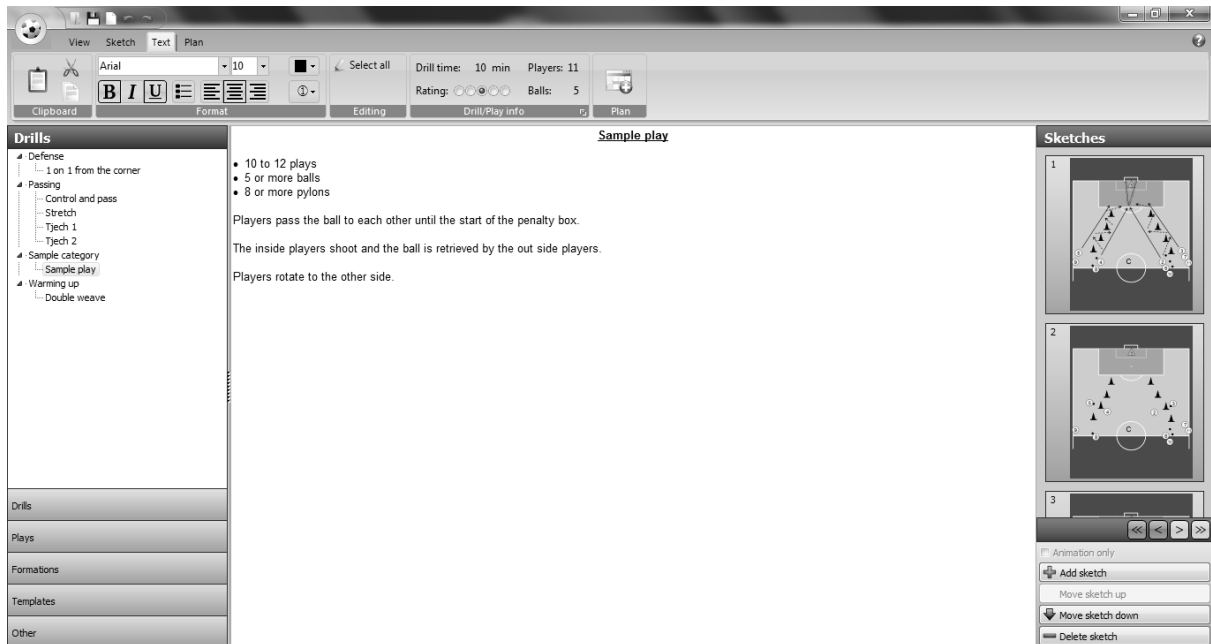 View Sketch Text Plan
Arial 10 Select all Drill time: 10 min Players: 11
B I U Rating: Balls: 5
Clipboard Format Editing Drill/Play info Plan
Drills
Defense
1 on 1 from the corner
Passing
Control and pass
Stretch
Tjech 1
Tjech 2
Sample category
Sample play
Warming up
Double weave
Drills
Plays
Formations
Templates
Other
Sample play
• 10 to 12 plays
• 5 or more balls
• 8 or more pylons
Players pass the ball to each other until the start of the penalty box.
The inside players shoot and the ball is retrieved by the out side players.
Players rotate to the other side.
Sketches
1
C
2
C
3
Animation only
Add sketch
Move sketch up
Move sketch down
Delete sketch